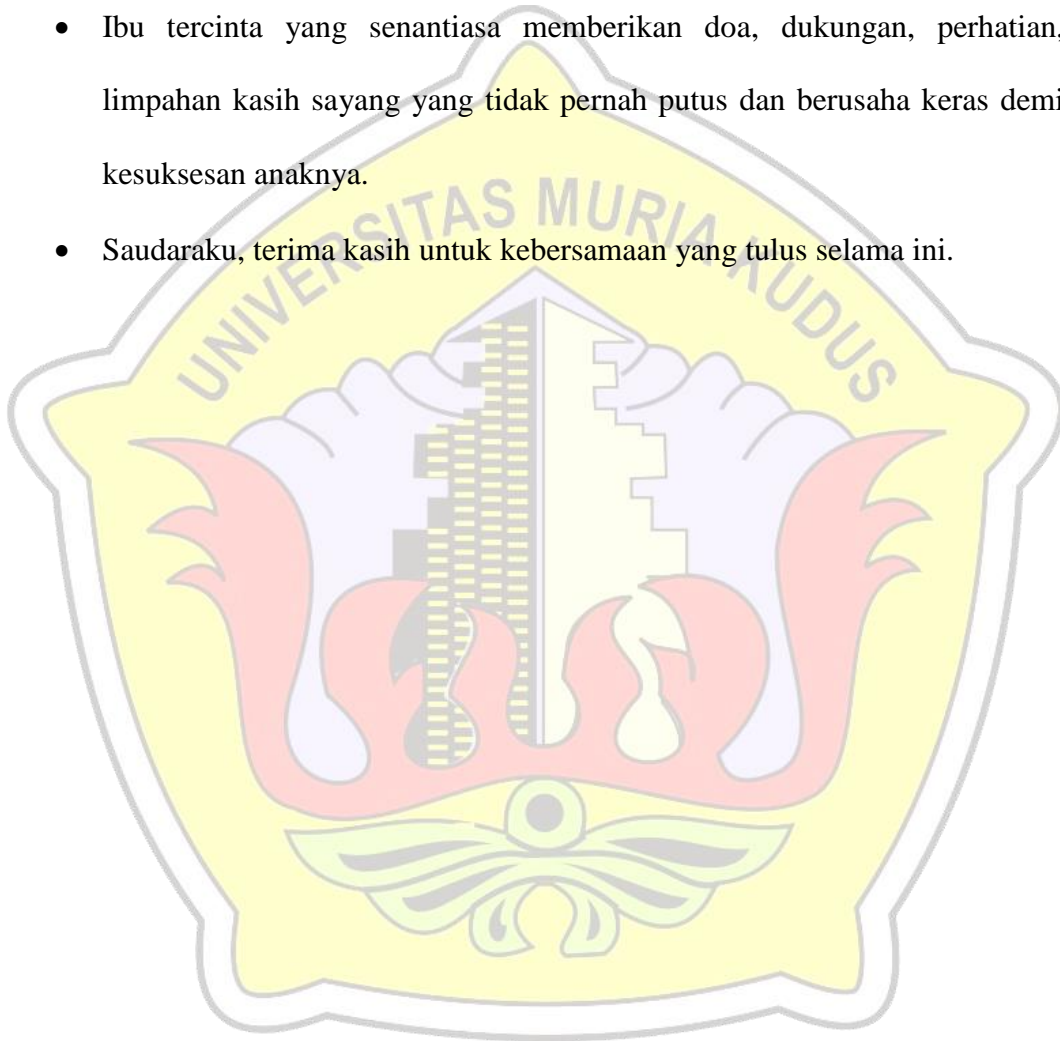 • Ibu tercinta yang senantiasa memberikan doa, dukungan, perhatian,
limpahan kasih sayang yang tidak pernah putus dan berusaha keras demi
kesuksesan anaknya.
• Saudaraku, terima kasih untuk kebersamaan yang tulus selama ini.
UNIVERSITAS MURIA KUDUS